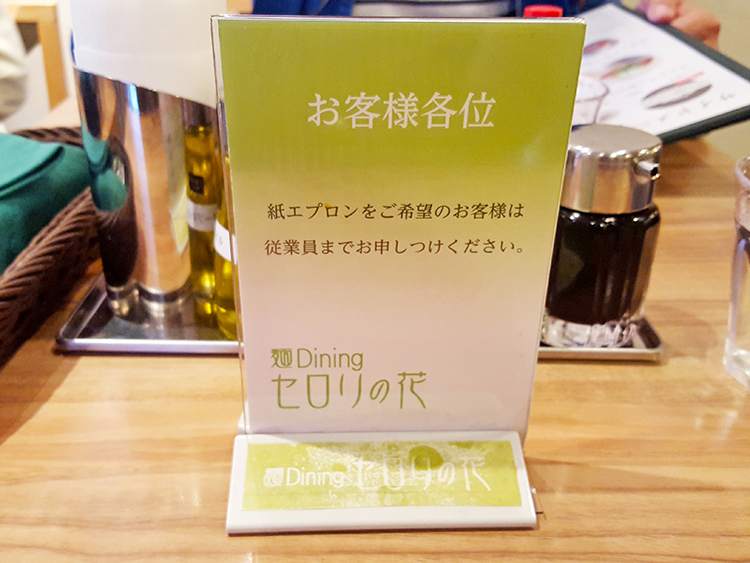 お客様各位
紙エプロンをご希望のお客様は
従業員までお申しつけください。
麺Dining
セロリの花
麺Dining セロリの花